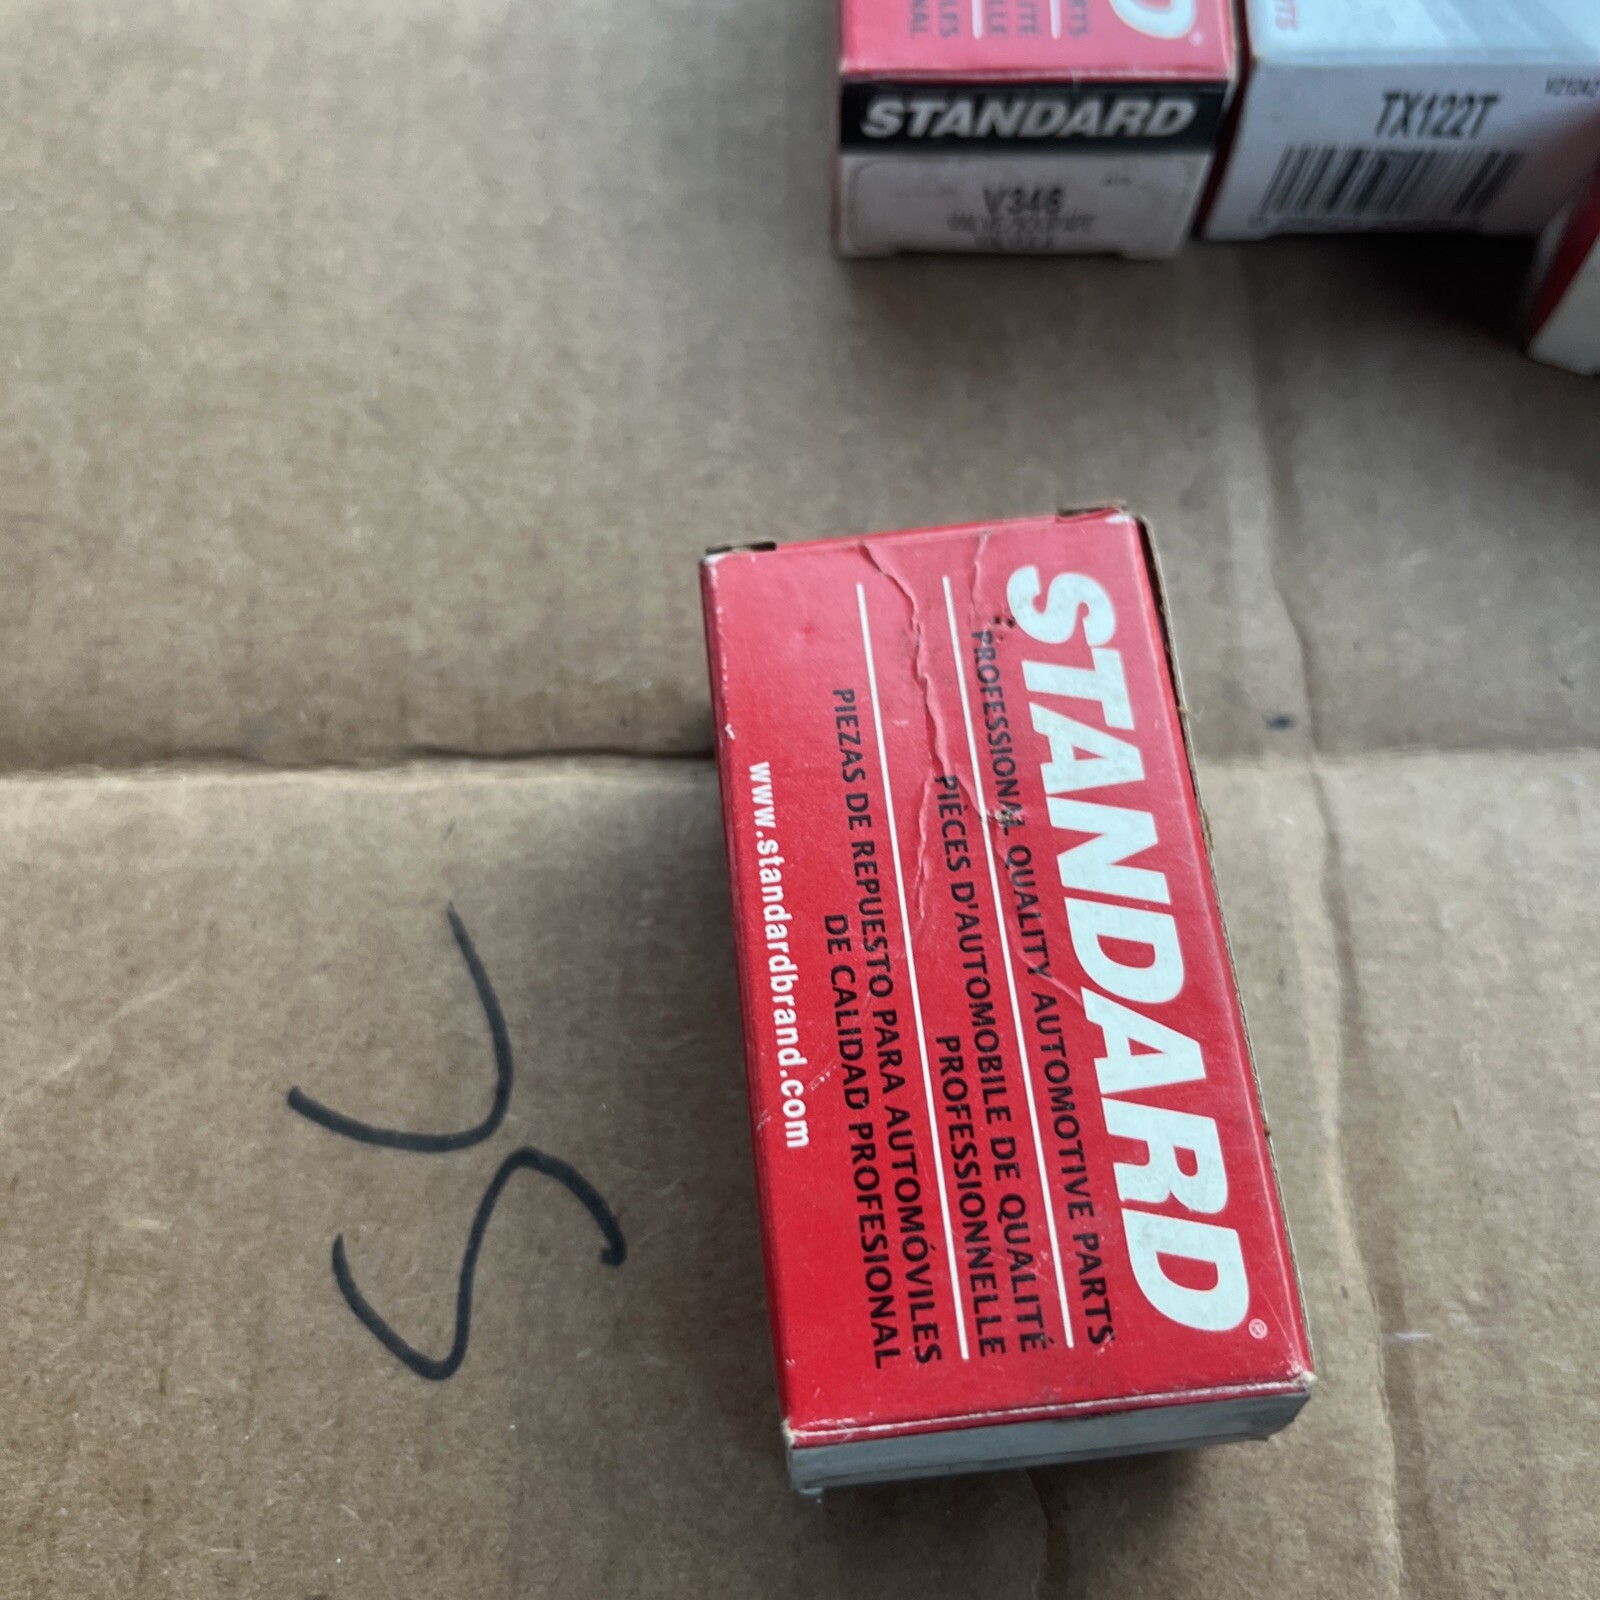 STANDARD
V346
TX122T
STANDARD®
PROFESSIONAL QUALITY AUTOMOTIVE PARTS
PIÈCES D'AUTOMOBILE DE QUALITÉ
PROFESSIONNELLE
PIEZAS DE REPUESTO PARA AUTOMÓVILES
DE CALIDAD PROFESIONAL
www.standardbrand.com